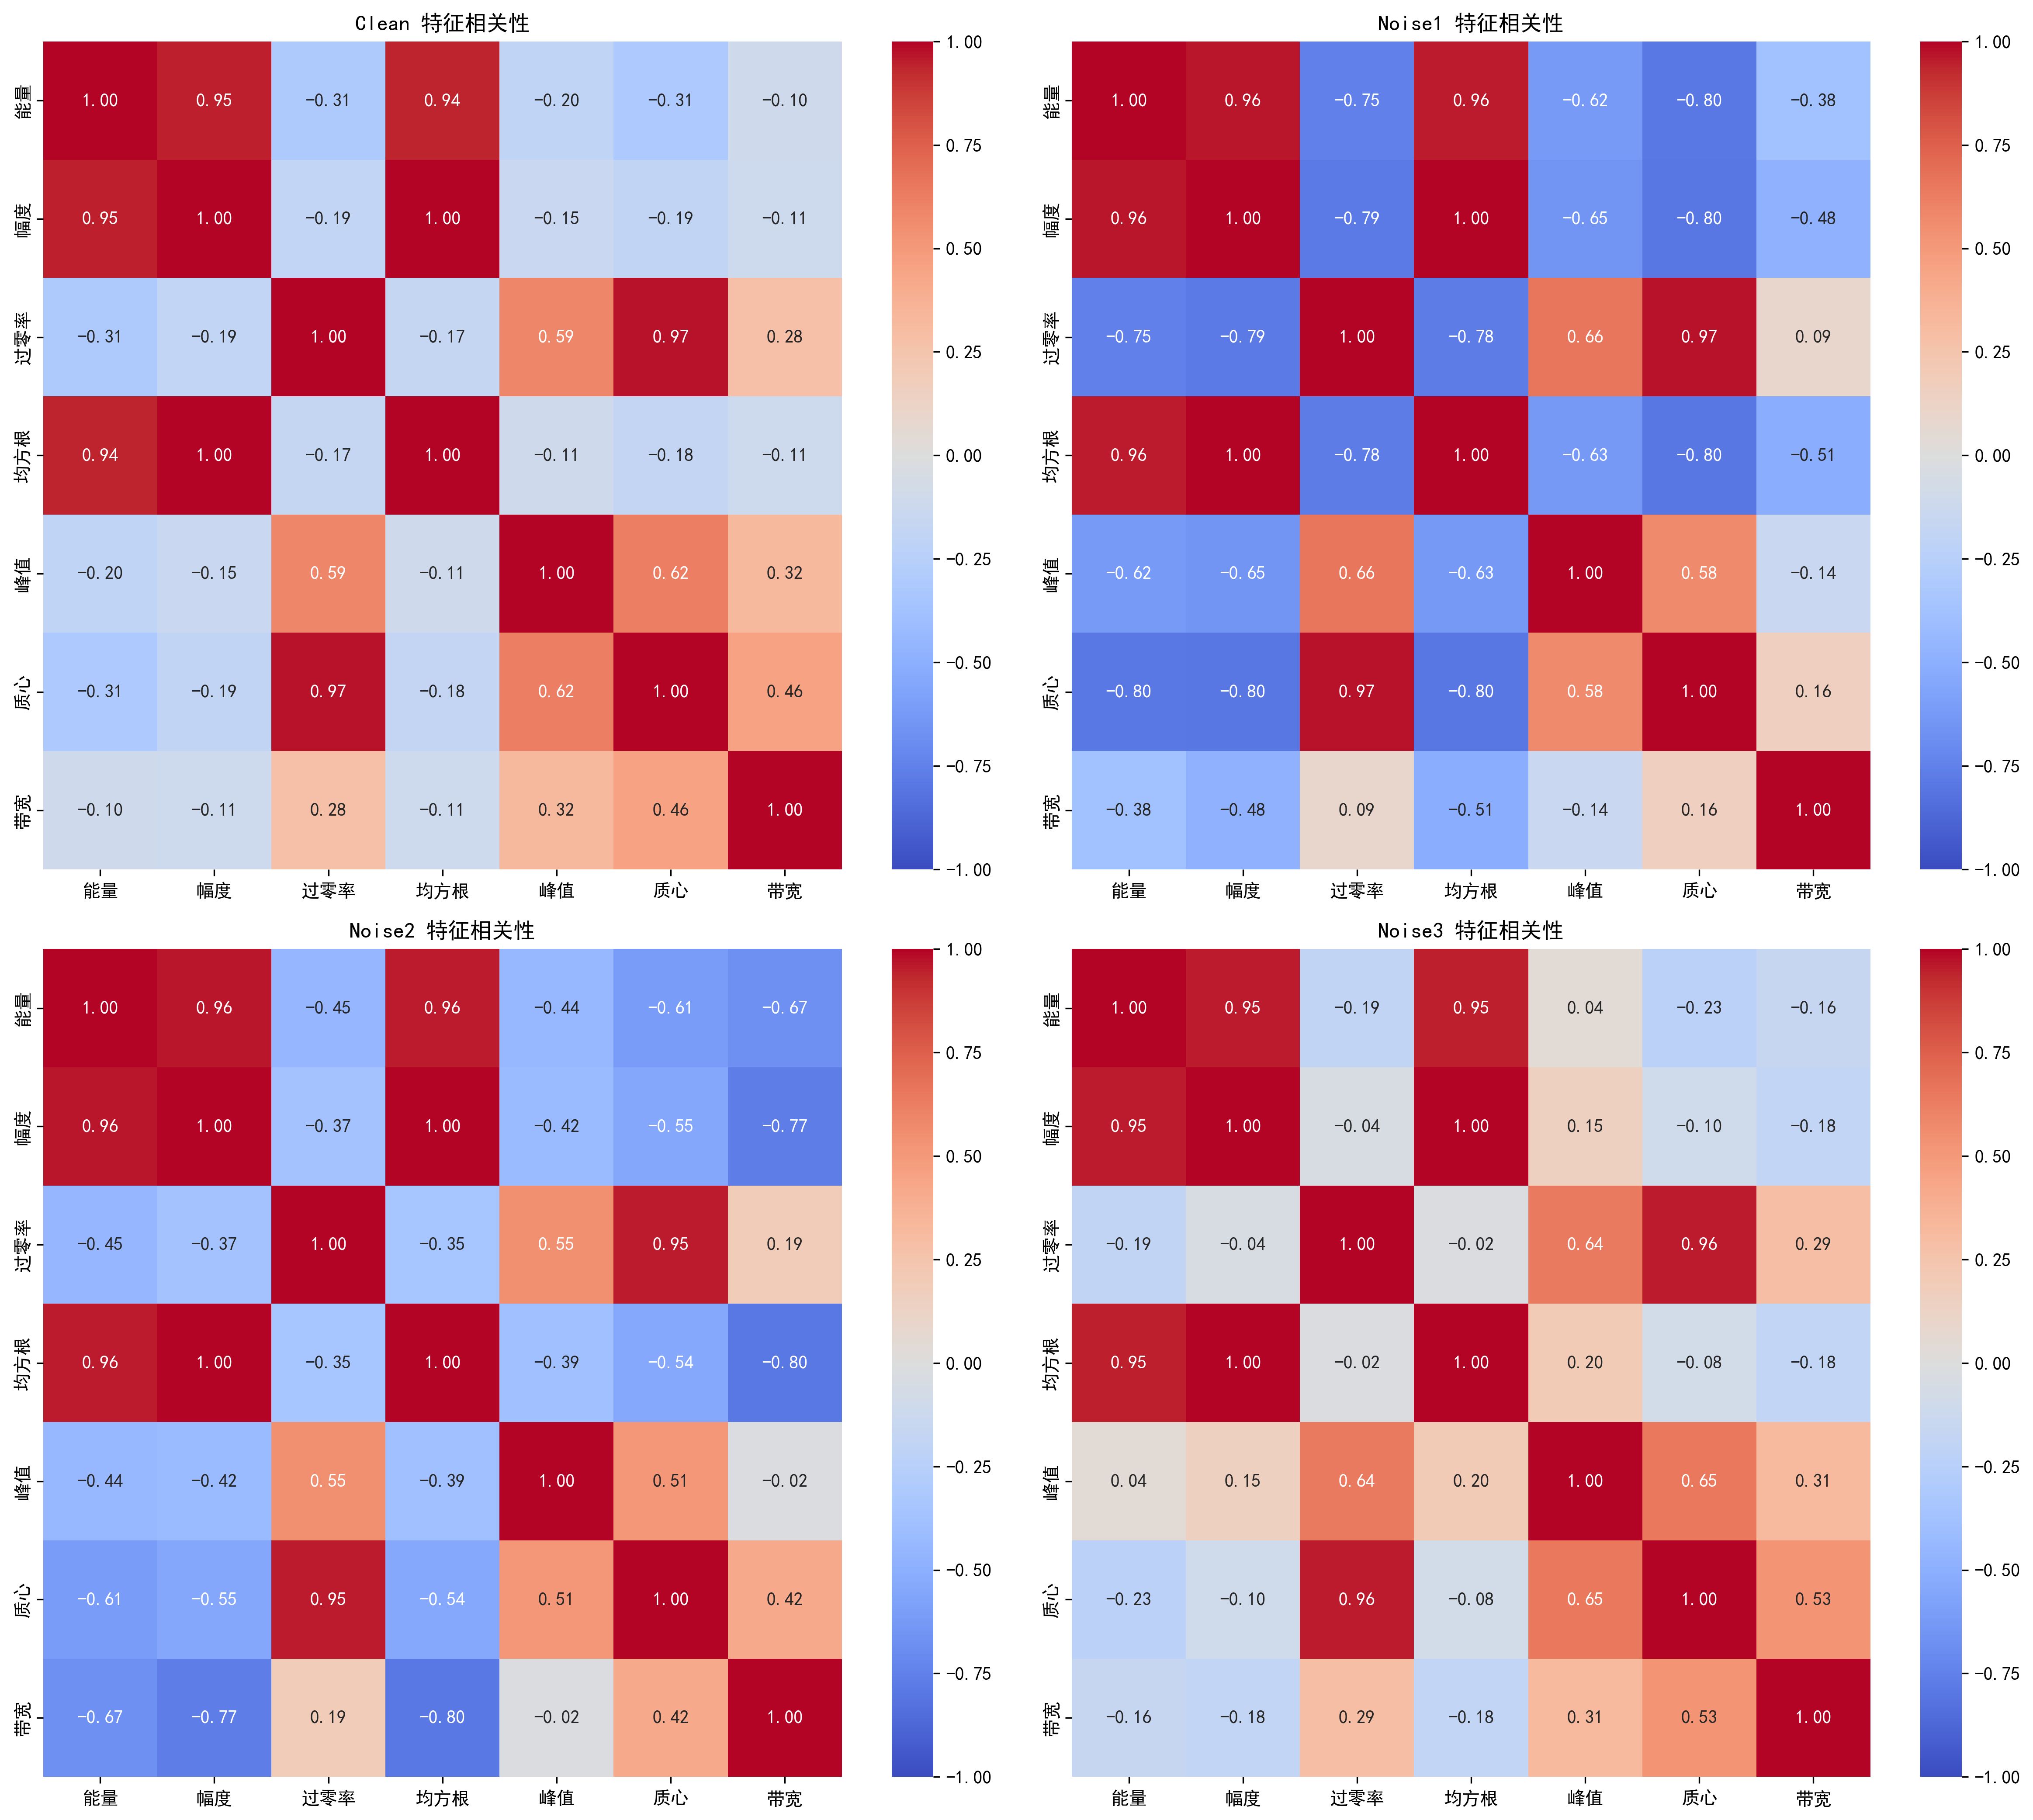 Clean 特征相关性
能量 1.00 0.95 −0.31 0.94 −0.20 −0.31 −0.10
幅度 0.95 1.00 −0.19 1.00 −0.15 −0.19 −0.11
过零率 −0.31 −0.19 1.00 −0.17 0.59 0.97 0.28
均方根 0.94 1.00 −0.17 1.00 −0.11 −0.18 −0.11
峰值 −0.20 −0.15 0.59 −0.11 1.00 0.62 0.32
质心 −0.31 −0.19 0.97 −0.18 0.62 1.00 0.46
带宽 −0.10 −0.11 0.28 −0.11 0.32 0.46 1.00
能量 幅度 过零率 均方根 峰值 质心 带宽
1.00
0.75
0.50
0.25
0.00
−0.25
−0.50
−0.75
−1.00
Noise1 特征相关性
能量 1.00 0.96 −0.75 0.96 −0.62 −0.80 −0.38
幅度 0.96 1.00 −0.79 1.00 −0.65 −0.80 −0.48
过零率 −0.75 −0.79 1.00 −0.78 0.66 0.97 0.09
均方根 0.96 1.00 −0.78 1.00 −0.63 −0.80 −0.51
峰值 −0.62 −0.65 0.66 −0.63 1.00 0.58 −0.14
质心 −0.80 −0.80 0.97 −0.80 0.58 1.00 0.16
带宽 −0.38 −0.48 0.09 −0.51 −0.14 0.16 1.00
能量 幅度 过零率 均方根 峰值 质心 带宽
1.00
0.75
0.50
0.25
0.00
−0.25
−0.50
−0.75
−1.00
Noise2 特征相关性
能量 1.00 0.96 −0.45 0.96 −0.44 −0.61 −0.67
幅度 0.96 1.00 −0.37 1.00 −0.42 −0.55 −0.77
过零率 −0.45 −0.37 1.00 −0.35 0.55 0.95 0.19
均方根 0.96 1.00 −0.35 1.00 −0.39 −0.54 −0.80
峰值 −0.44 −0.42 0.55 −0.39 1.00 0.51 −0.02
质心 −0.61 −0.55 0.95 −0.54 0.51 1.00 0.42
带宽 −0.67 −0.77 0.19 −0.80 −0.02 0.42 1.00
能量 幅度 过零率 均方根 峰值 质心 带宽
1.00
0.75
0.50
0.25
0.00
−0.25
−0.50
−0.75
−1.00
Noise3 特征相关性
能量 1.00 0.95 −0.19 0.95 0.04 −0.23 −0.16
幅度 0.95 1.00 −0.04 1.00 0.15 −0.10 −0.18
过零率 −0.19 −0.04 1.00 −0.02 0.64 0.96 0.29
均方根 0.95 1.00 −0.02 1.00 0.20 −0.08 −0.18
峰值 0.04 0.15 0.64 0.20 1.00 0.65 0.31
质心 −0.23 −0.10 0.96 −0.08 0.65 1.00 0.53
带宽 −0.16 −0.18 0.29 −0.18 0.31 0.53 1.00
能量 幅度 过零率 均方根 峰值 质心 带宽
1.00
0.75
0.50
0.25
0.00
−0.25
−0.50
−0.75
−1.00